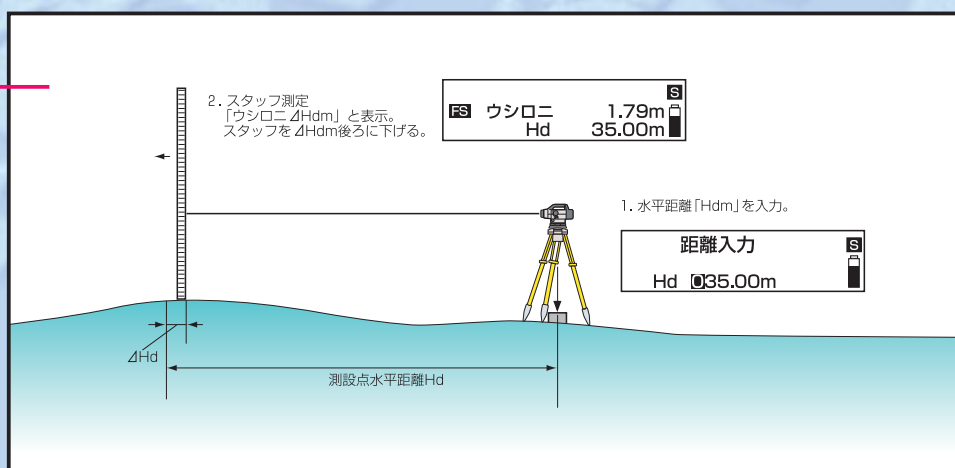 2. スタッフ測定
「ウシロニ⊿Hdm」と表示。
スタッフを⊿Hdm後ろに下げる。
S
FS ウシロニ 1.79m
Hd 35.00m
1. 水平距離「Hdm」を入力。
距離入力 S
Hd 035.00m
⊿Hd
測設点水平距離Hd